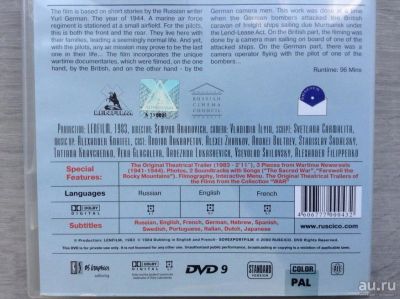 The film is based on short stories by the Russian writer
Yuri German. The year of 1944. A marine air force
regiment is stationed at a small airfield. For the pilots,
this is both the front and the rear. They live here with
their families, leading a seemingly normal life. And yet,
with the pilots, any air mission may prove to be the last
one in their life... The film incorporates the unique
wartime documentaries, which were filmed, on the one
hand, by the British, and on the other hand - by the
German camera men. This work was done at a time
when the German bombers attacked the British
caravan of freight ships sailing due Murmansk under
the Land-Lease Act. On the British part, the filming was
done by a camera man sailing on board of one of the
attacked ships. On the German part, there was a
camera operator flying with the pilot of one of the
bombers...
Runtime: 96 Mins
LENFILM
RUSSIAN
CINEMA
COUNCIL
Production: LENFILM, 1983, director: Semyon Aranovich, camera: Vladimir Ilyin, script: Svetlana Carmalita,
music by: Alexander Knaifel, cast: Rodion Nahapetov, Alexei Zharkov, Andrei Boltnev, Stanislav Sadalsky,
Tatiana Kravchenko, Vera Glagoleva, Nadezhda Lukashevich, Alexander Filippenko
Special
Features:
The Original Theatrical Trailer (1983 - 2'11"), 3 Pieces from Wartime Newsreels
(1941-1944), Photos, 2 Soundtracks with Songs ("The Sacred War", "Farewell the
Rocky Mountains"), Filmography, Interactive Menu, The Original Theatrical Trailers of
the Films from the Collection "WAR"
Languages
Russian
English
French
DOLBY
DIGITAL
DOLBY
DIGITAL
DOLBY
DIGITAL
Subtitles
Russian, English, French, German, Hebrew, Spanish,
Swedish, Portuguese, Italian, Dutch, Japanese
DVD 9
STANDARD
VERSION
COLOR
PAL
au.ru